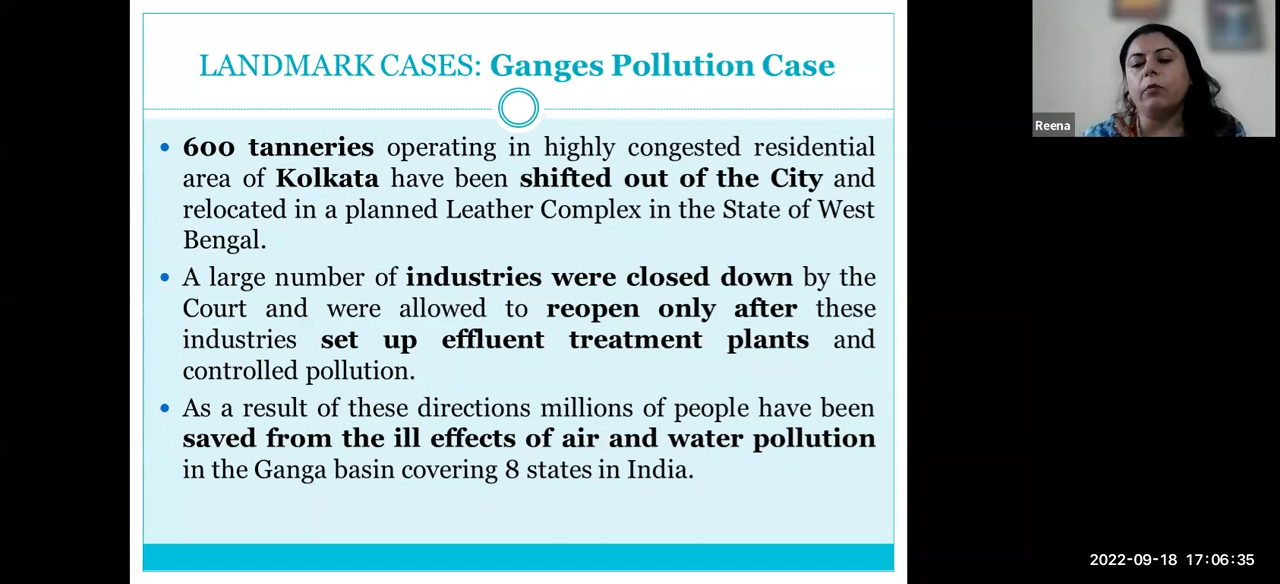 LANDMARK CASES: Ganges Pollution Case
• 600 tanneries operating in highly congested residential
area of Kolkata have been shifted out of the City and
relocated in a planned Leather Complex in the State of West
Bengal.
• A large number of industries were closed down by the
Court and were allowed to reopen only after these
industries set up effluent treatment plants and
controlled pollution.
• As a result of these directions millions of people have been
saved from the ill effects of air and water pollution
in the Ganga basin covering 8 states in India.
Reena
2022-09-18 17:06:35